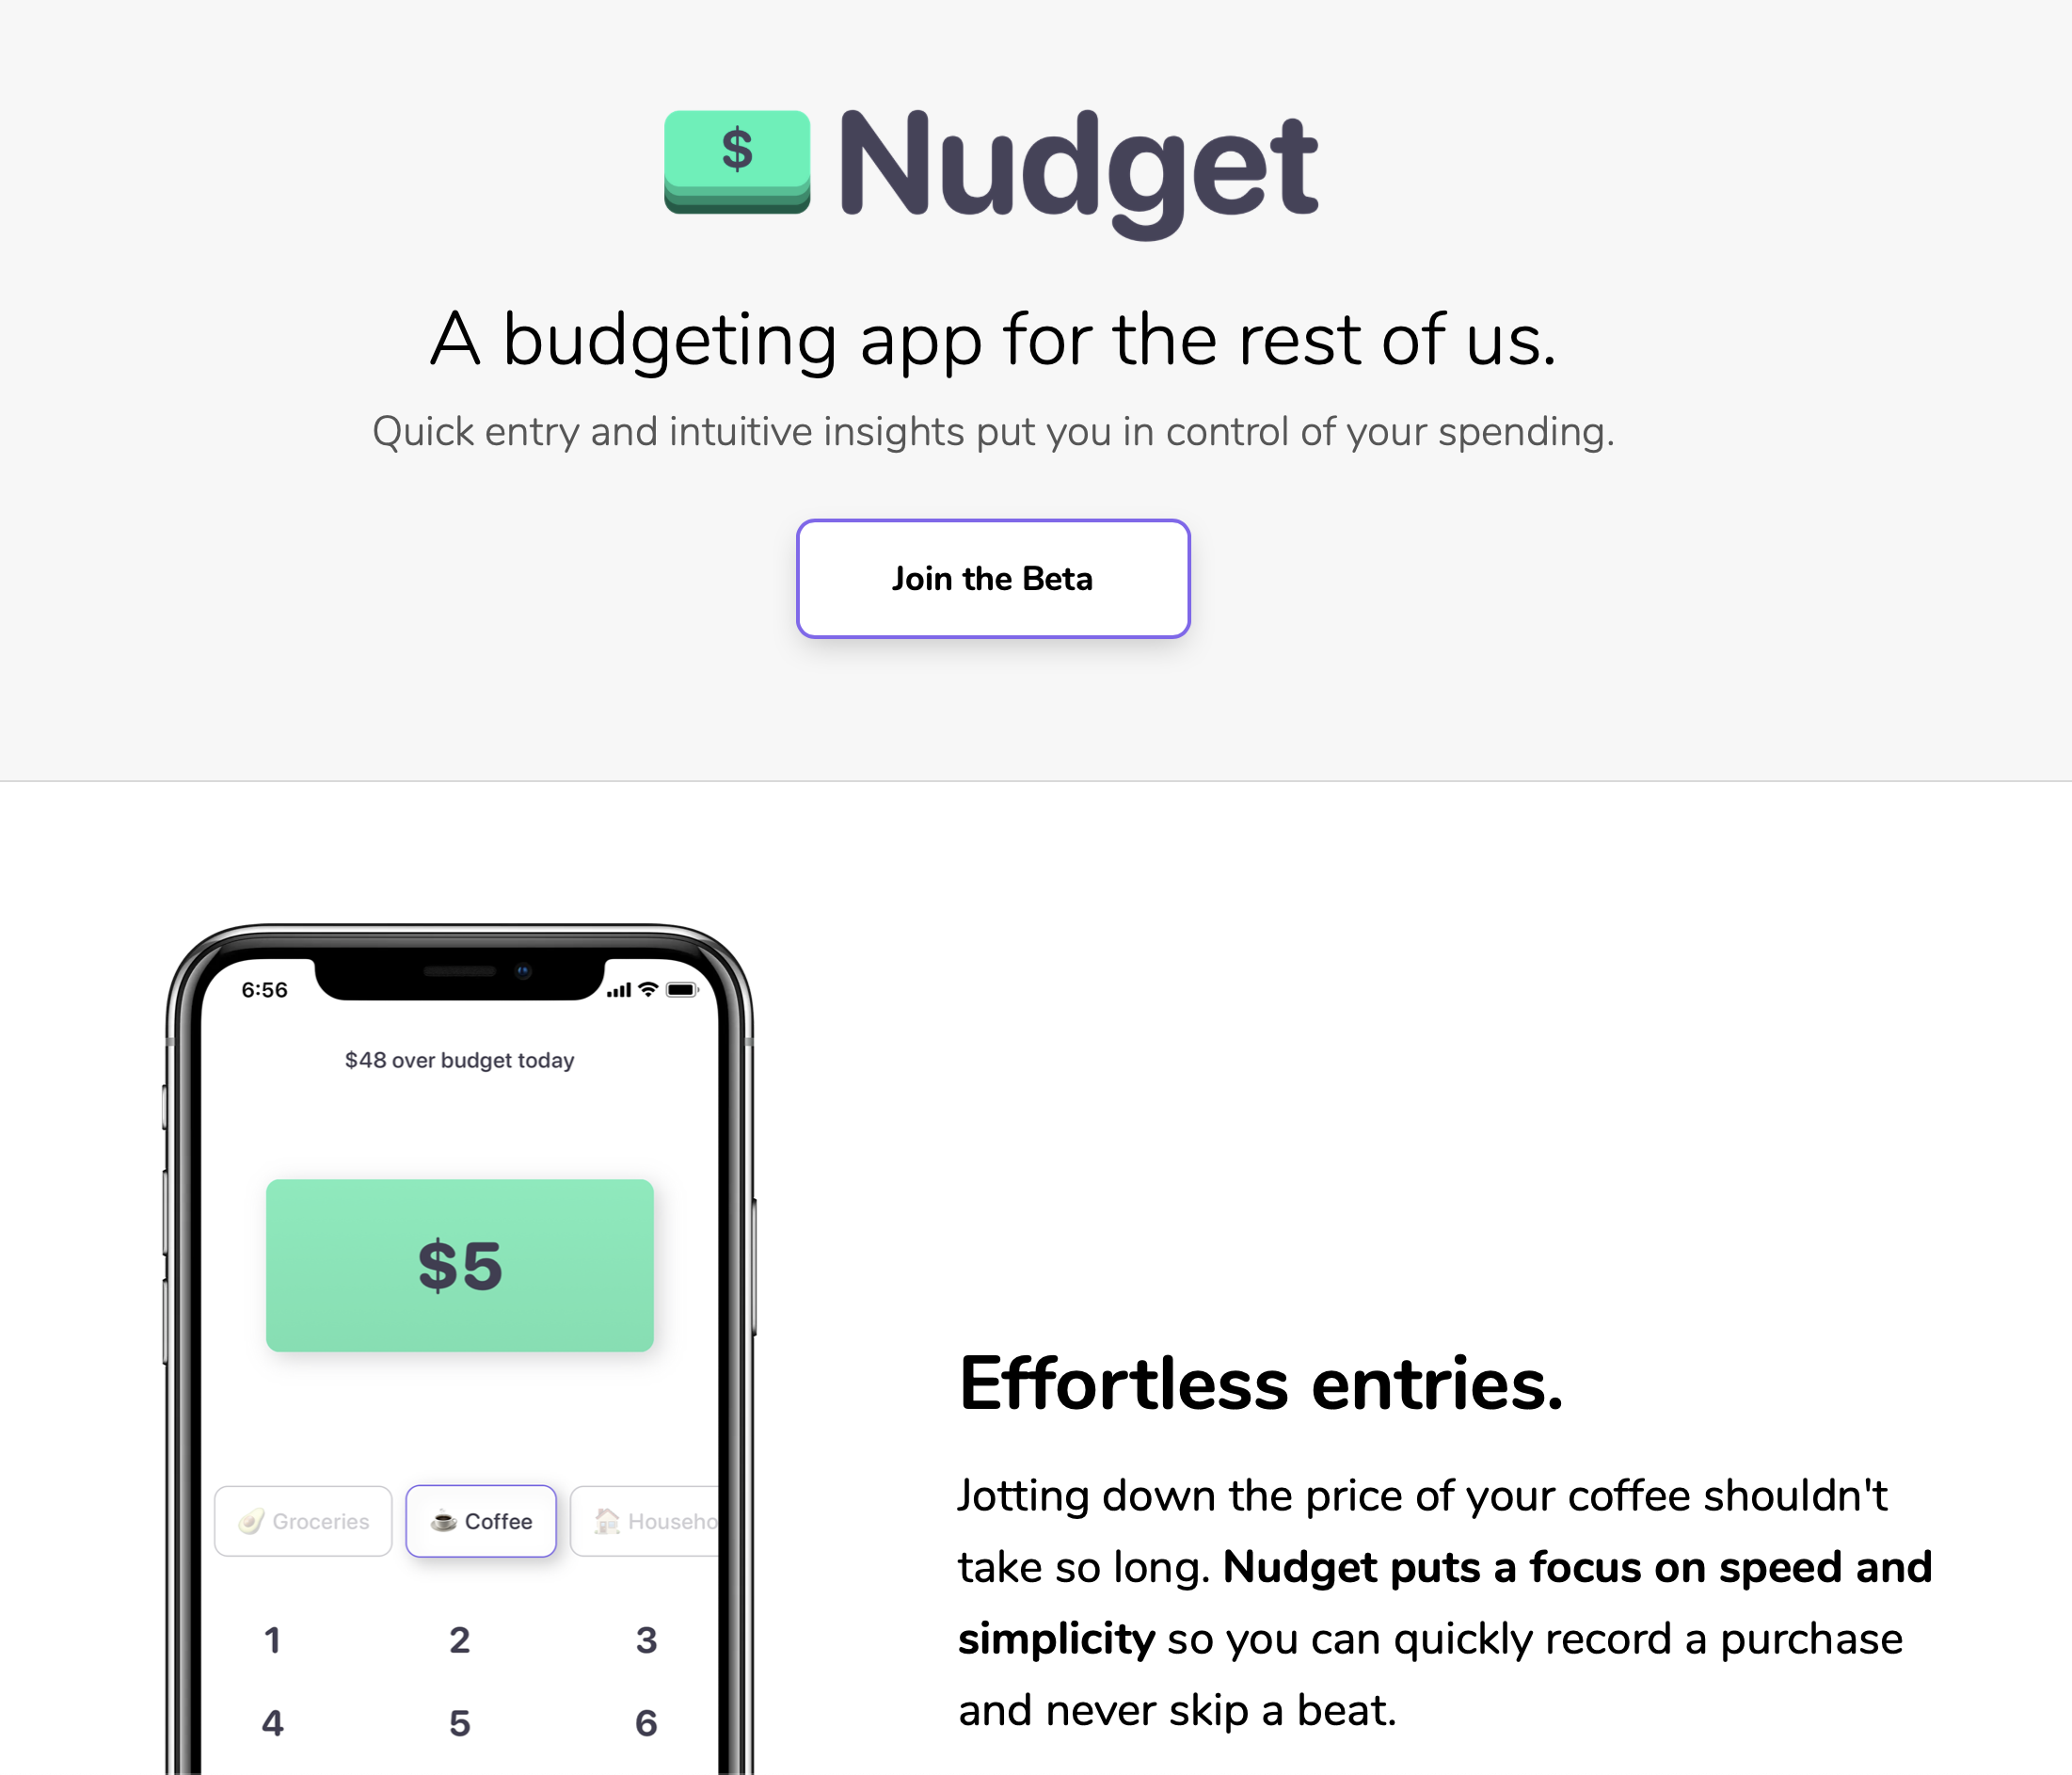 $ Nudget
A budgeting app for the rest of us.
Quick entry and intuitive insights put you in control of your spending.
Join the Beta
6:56
$48 over budget today
$5
Groceries
Coffee
Househo
1 2 3
4 5 6
Effortless entries.
Jotting down the price of your coffee shouldn't
take so long. Nudget puts a focus on speed and
simplicity so you can quickly record a purchase
and never skip a beat.